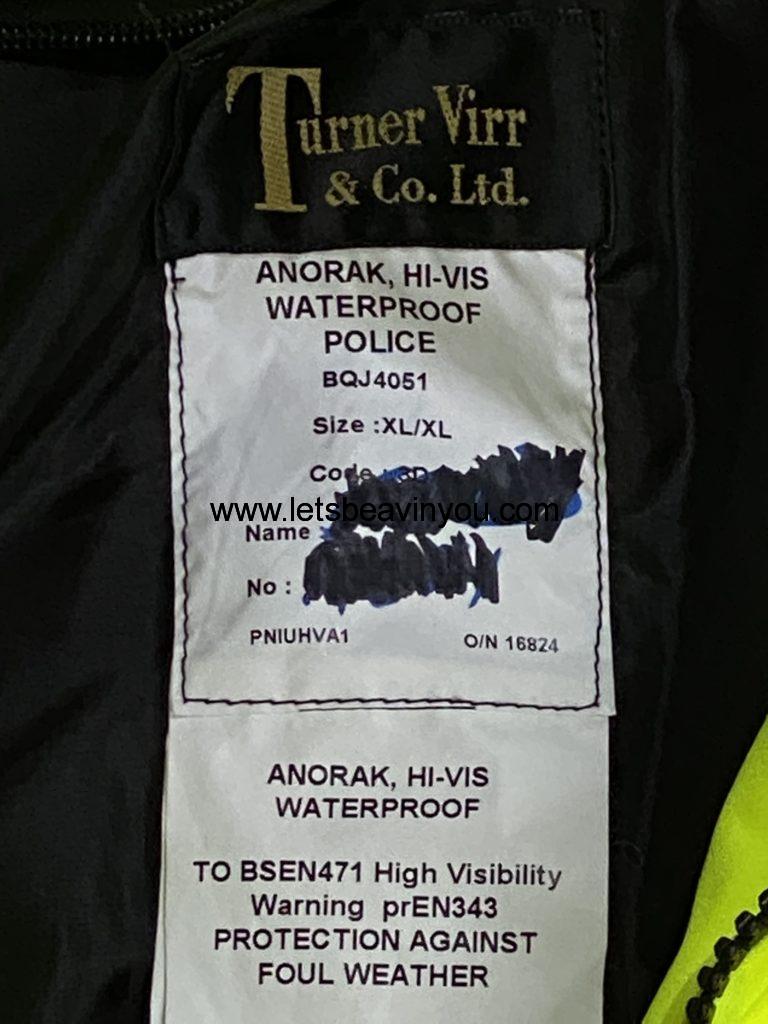 Turner Virr
& Co. Ltd.
ANORAK, HI-VIS
WATERPROOF
POLICE
BQJ4051
Size :XL/XL
Code :
www.letsbeavinyou.com
Name
No :
PNIUHVA1 O/N 16824
ANORAK, HI-VIS
WATERPROOF
TO BSEN471 High Visibility
Warning prEN343
PROTECTION AGAINST
FOUL WEATHER